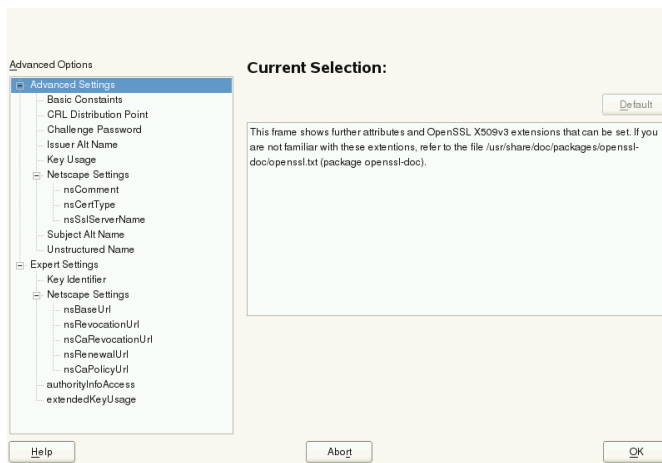 Advanced Options
Advanced Settings
Basic Constaints
CRL Distribution Point
Challenge Password
Issuer Alt Name
Key Usage
Netscape Settings
nsComment
nsCertType
nsSslServerName
Subject Alt Name
Unstructured Name
Expert Settings
Key Identifier
Netscape Settings
nsBaseUrl
nsRevocationUrl
nsCaRevocationUrl
nsRenewalUrl
nsCaPolicyUrl
authorityInfoAccess
extendedKeyUsage
Current Selection:
Default
This frame shows further attributes and OpenSSL X509v3 extensions that can be set. If you
are not familiar with these extentions, refer to the file /usr/share/doc/packages/openssl-
doc/openssl.txt (package openssl-doc).
Help
Abort
OK